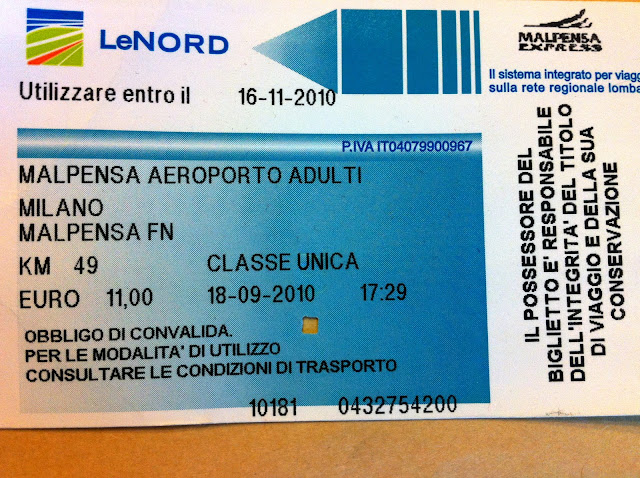 LeNORD
MALPENSA
EXPRESS
Il sistema integrato per
sulla rete regionale
Utilizzare entro il 16-11-2010
P.IVA IT04079900967
MALPENSA AEROPORTO ADULTI
MILANO
MALPENSA FN
KM 49 CLASSE UNICA
EURO 11,00 18-09-2010 17:29
OBBLIGO DI CONVALIDA.
PER LE MODALITA' DI UTILIZZO
CONSULTARE LE CONDIZIONI DI TRASPORTO
10181 0432754200
IL POSSESSORE DEL
BIGLIETTO E' RESPONSABILE
DELL'INTEGRITA' DEL TITOLO
DI VIAGGIO E DELLA SUA
CONSERVAZIONE